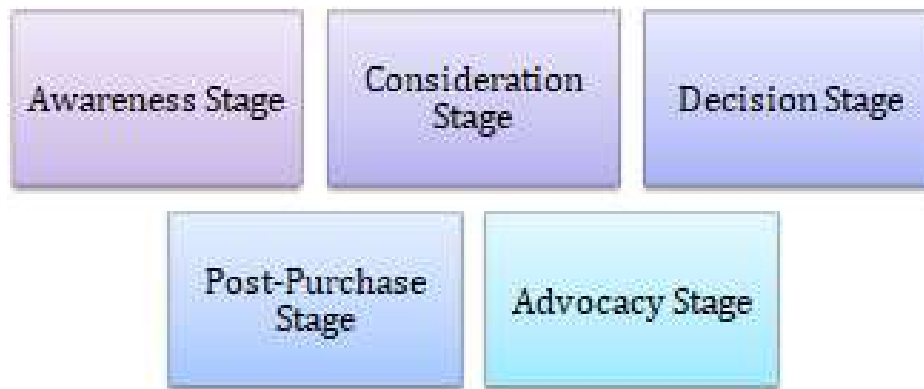 Awareness Stage
Consideration
Stage
Decision Stage
Post-Purchase
Stage
Advocacy Stage